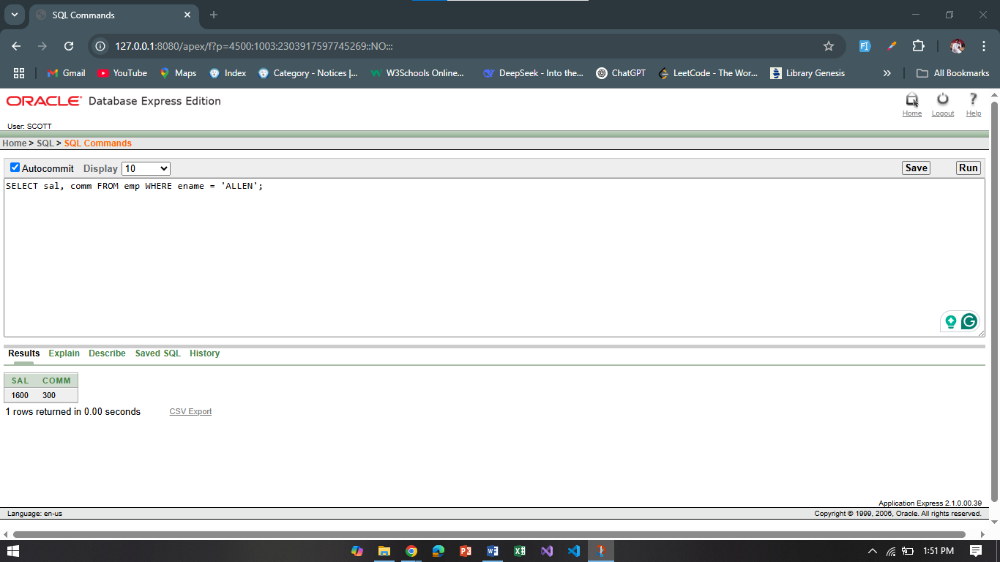 SQL Commands
127.0.0.1:8080/apex/f?p=4500:1003:2303917597745269::NO:::
Gmail YouTube Maps Index Category - Notices |... W3Schools Online... DeepSeek - Into the... ChatGPT LeetCode - The Wor... Library Genesis » All Bookmarks
ORACLE Database Express Edition
Home Logout Help
User: SCOTT
Home > SQL > SQL Commands
Autocommit Display 10 Save Run
SELECT sal, comm FROM emp WHERE ename = 'ALLEN';
Results Explain Describe Saved SQL History
SAL COMM
1600 300
1 rows returned in 0.00 seconds CSV Export
Application Express 2.1.0.00.39
Language: en-us Copyright © 1999, 2006, Oracle. All rights reserved.
1:51 PM